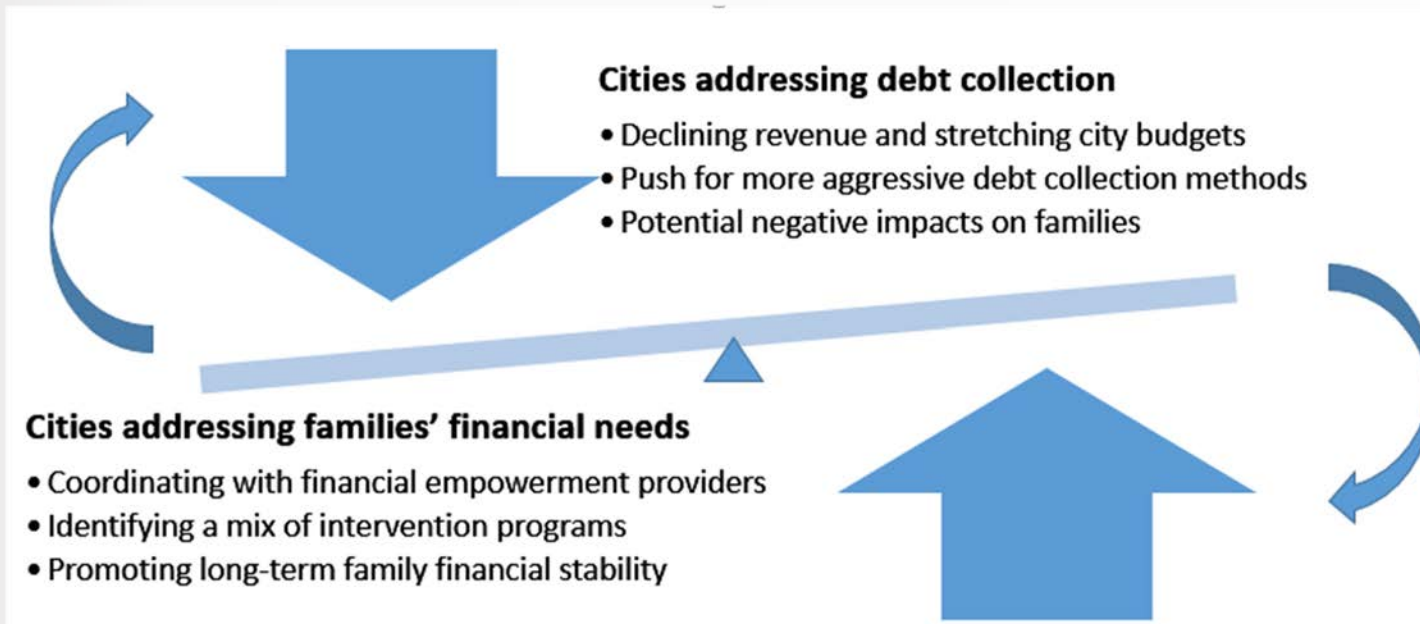 Cities addressing debt collection
• Declining revenue and stretching city budgets
• Push for more aggressive debt collection methods
• Potential negative impacts on families
Cities addressing families’ financial needs
• Coordinating with financial empowerment providers
• Identifying a mix of intervention programs
• Promoting long-term family financial stability